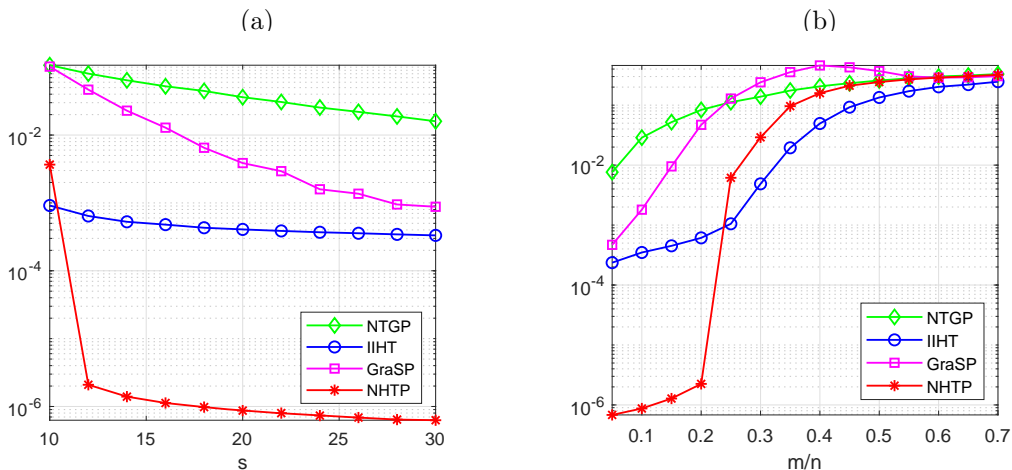 (a)
(b)
10^-2
10^-4
10^-6
10 15 20 25 30
s
NTGP
IIHT
GraSP
NHTP
10^-2
10^-4
10^-6
0.1 0.2 0.3 0.4 0.5 0.6 0.7
m/n
NTGP
IIHT
GraSP
NHTP